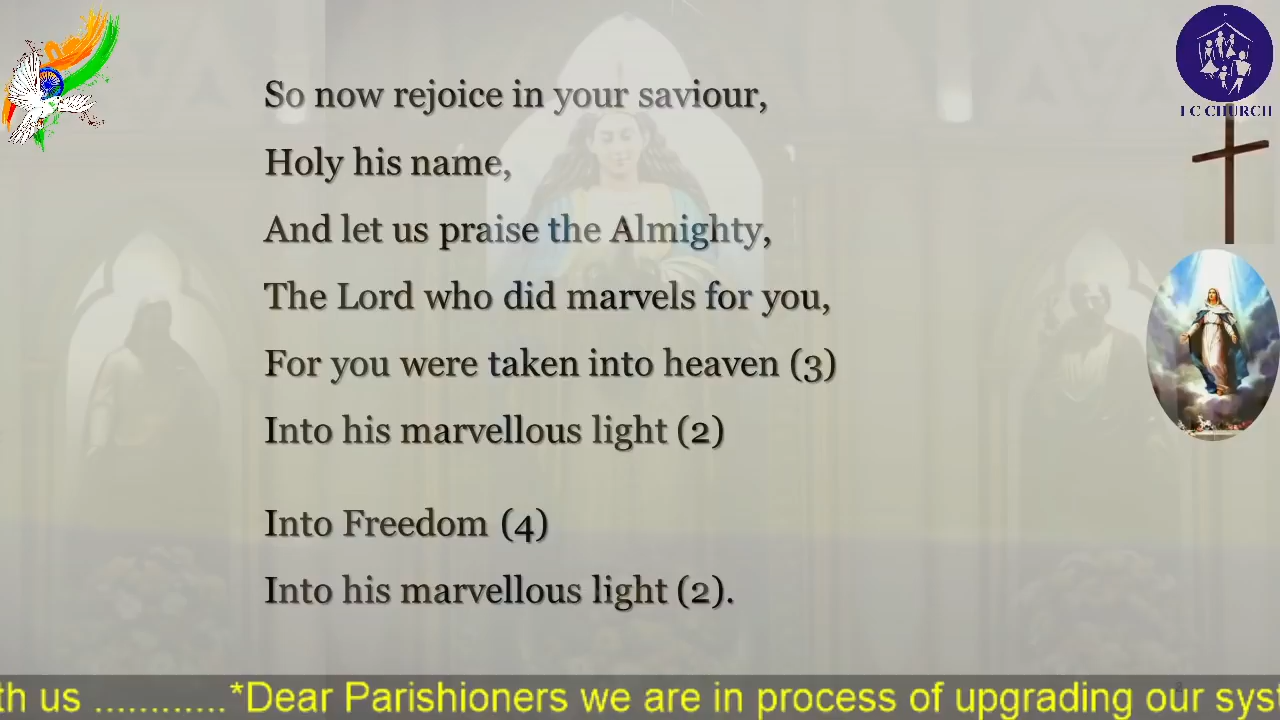 So now rejoice in your saviour,
Holy his name,
And let us praise the Almighty,
The Lord who did marvels for you,
For you were taken into heaven (3)
Into his marvellous light (2)
Into Freedom (4)
Into his marvellous light (2).
I C CHURCH
th us ............*Dear Parishioners we are in process of upgrading our syst